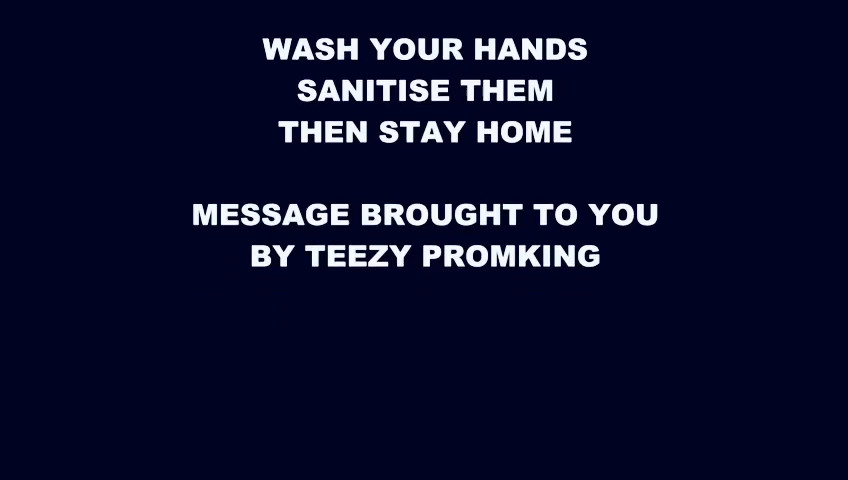 WASH YOUR HANDS
SANITISE THEM
THEN STAY HOME
MESSAGE BROUGHT TO YOU
BY TEEZY PROMKING